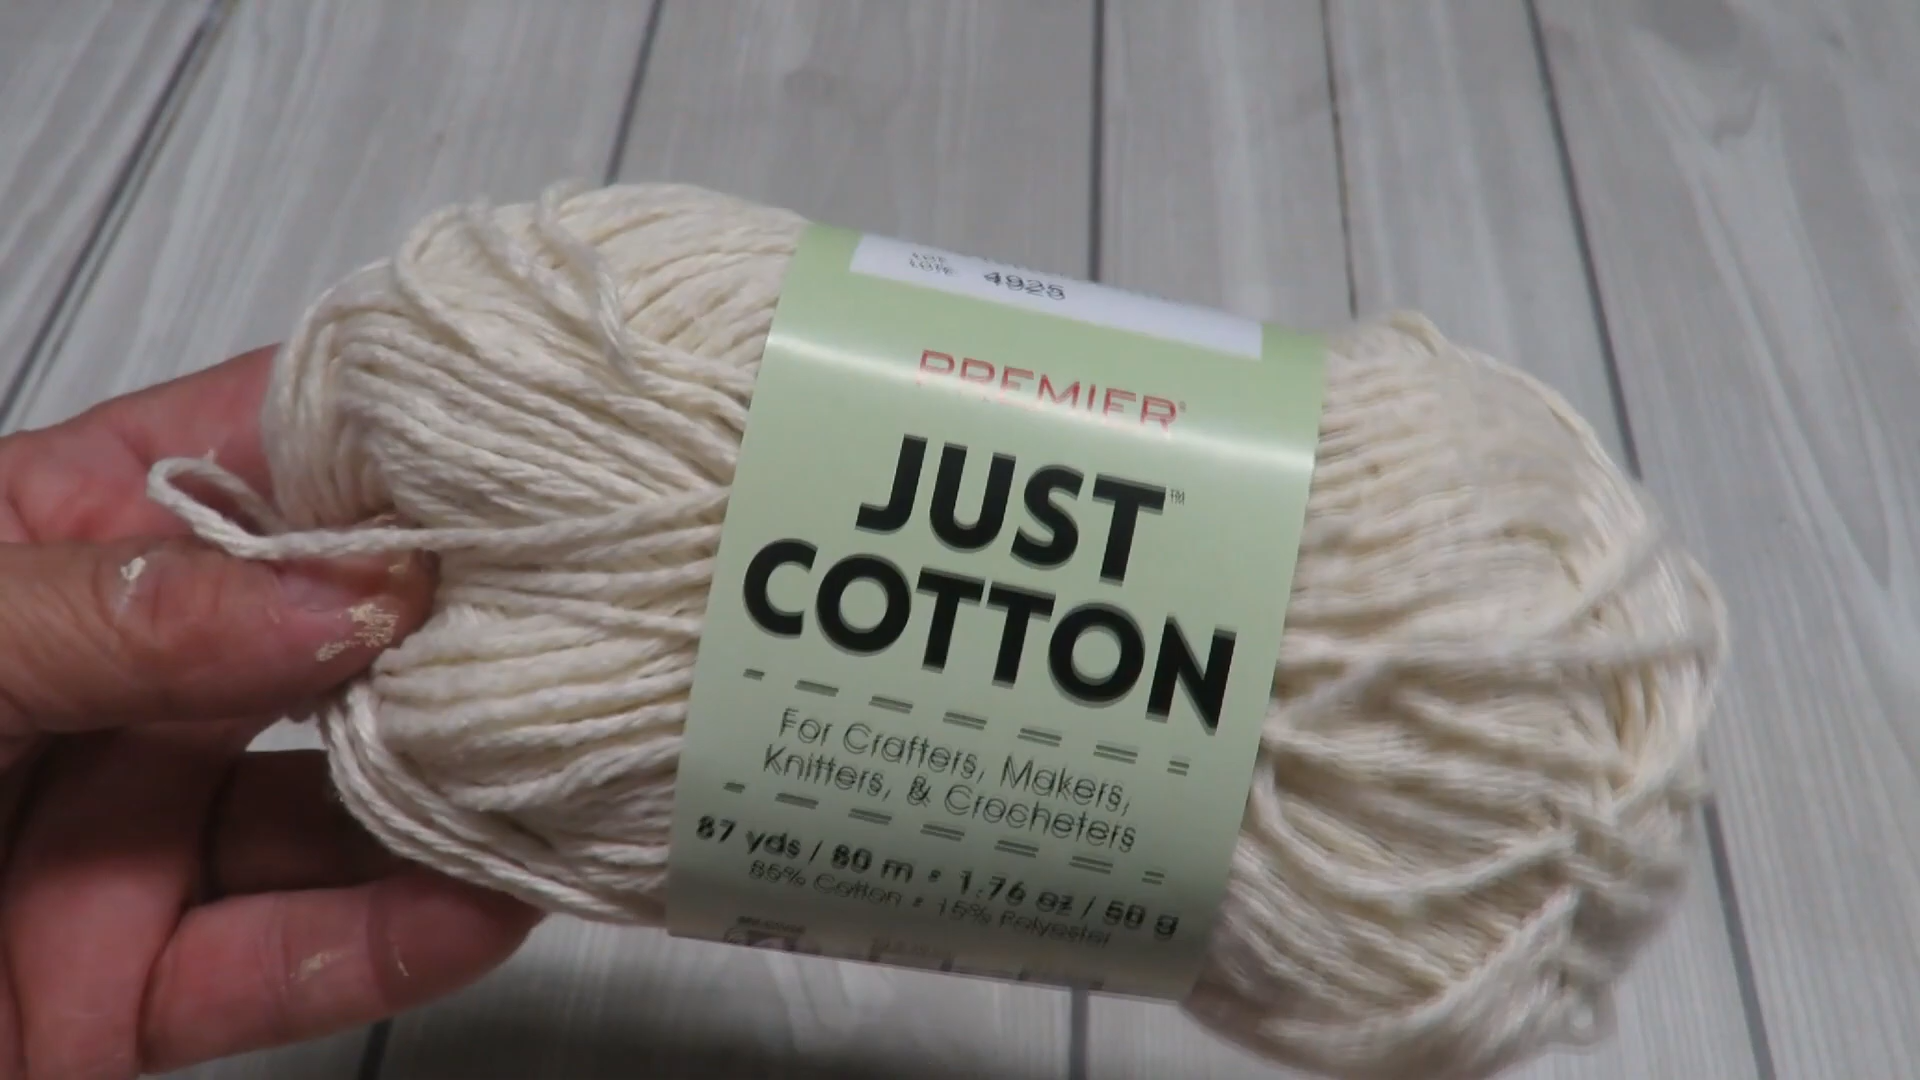 4925
PREMIER®
JUST™
COTTON
For Crafters, Makers,
Knitters, & Crocheters
87 yds / 80 m • 1.76 oz / 50 g
85% Cotton • 15% Polyester